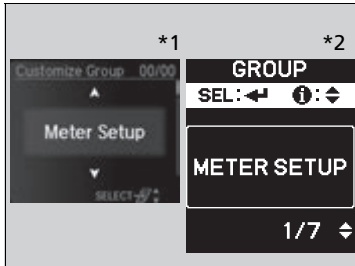 *1
*2
Customize Group 00/00
Meter Setup
SELECT
GROUP
SEL:
METER SETUP
1/7